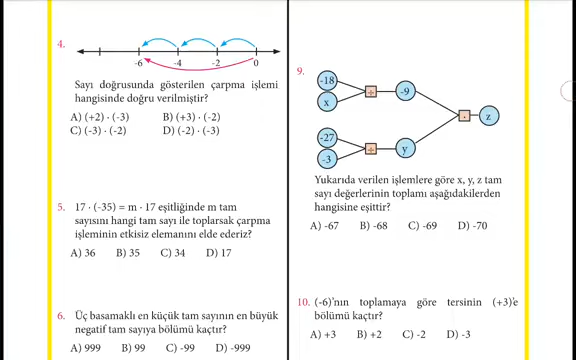 4.
-6 -4 -2 0
Sayı doğrusunda gösterilen çarpma işlemi
hangisinde doğru verilmiştir?
A) (+2) · (-3) B) (+3) · (-2)
C) (-3) · (-2) D) (-2) · (-3)
5. 17 · (-35) = m · 17 eşitliğinde m tam
sayısını hangi tam sayı ile toplarsak çarpma
işleminin etkisiz elemanını elde ederiz?
A) 36 B) 35 C) 34 D) 17
6. Üç basamaklı en küçük tam sayının en büyük
negatif tam sayıya bölümü kaçtır?
A) 999 B) 99 C) -99 D) -999
9.
-18
x
÷
-9
-27
-3
÷
y
·
z
Yukarıda verilen işlemlere göre x, y, z tam
sayı değerlerinin toplamı aşağıdakilerden
hangisine eşittir?
A) -67 B) -68 C) -69 D) -70
10. (-6)'nın toplamaya göre tersinin (+3)'e
bölümü kaçtır?
A) +3 B) +2 C) -2 D) -3